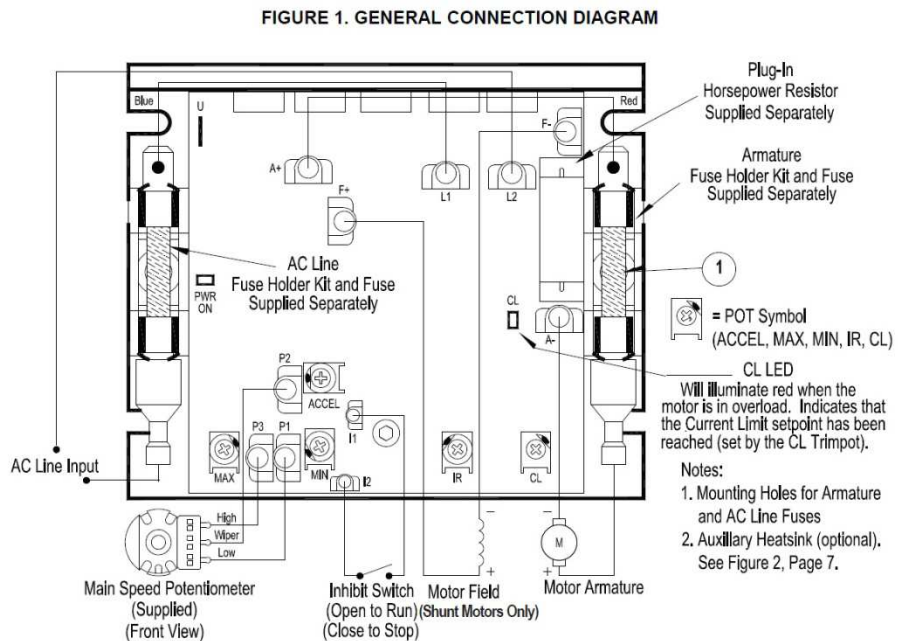 FIGURE 1. GENERAL CONNECTION DIAGRAM
Plug-In
Horsepower Resistor
Supplied Separately
Blue
U
Red
F-
A+
L1
L2
Armature
Fuse Holder Kit and Fuse
Supplied Separately
F+
AC Line
Fuse Holder Kit and Fuse
Supplied Separately
1
PWR
ON
CL
A-
= POT Symbol
(ACCEL, MAX, MIN, IR, CL)
CL LED
Will illuminate red when the
motor is in overload. Indicates that
the Current Limit setpoint has been
reached (set by the CL Trimpot).
P2
ACCEL
I1
P3
P1
MAX
MIN
I2
IR
CL
AC Line Input
Notes:
1. Mounting Holes for Armature
and AC Line Fuses
2. Auxillary Heatsink (optional).
See Figure 2, Page 7.
High
Wiper
Low
–
+
–
M
+
Main Speed Potentiometer
(Supplied)
(Front View)
Inhibit Switch
(Open to Run)
(Close to Stop)
Motor Field
(Shunt Motors Only)
Motor Armature